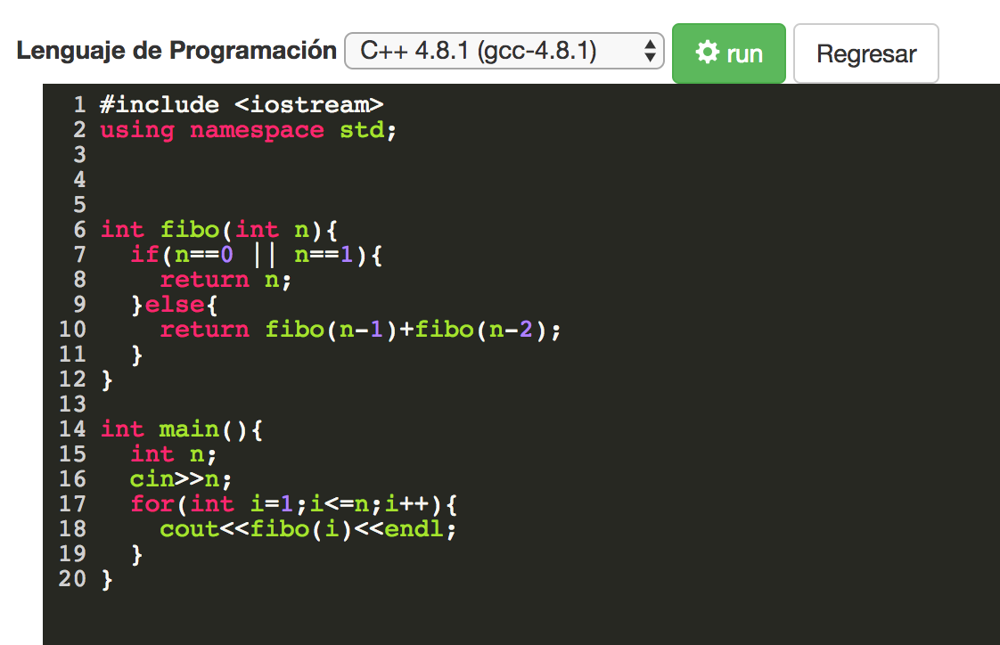 Lenguaje de Programación C++ 4.8.1 (gcc-4.8.1) run Regresar
1 #include <iostream>
2 using namespace std;
3
4
5
6 int fibo(int n){
7   if(n==0 || n==1){
8     return n;
9   }else{
10     return fibo(n-1)+fibo(n-2);
11   }
12 }
13
14 int main(){
15   int n;
16   cin>>n;
17   for(int i=1;i<=n;i++){
18     cout<<fibo(i)<<endl;
19   }
20 }